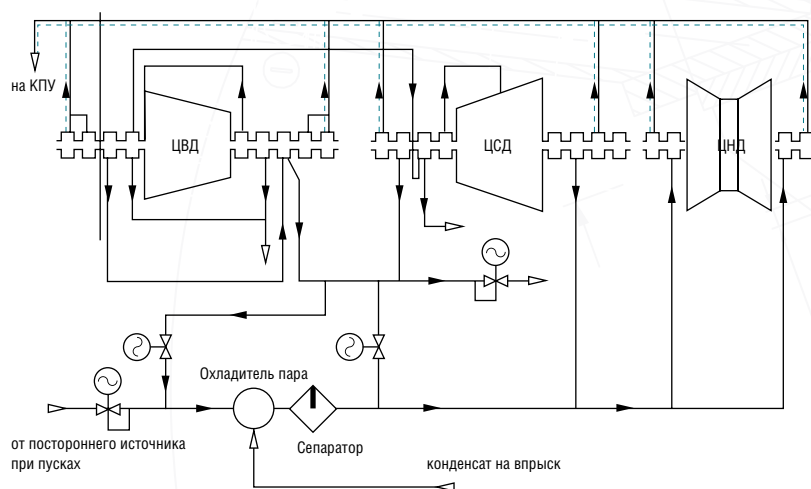 на КПУ
ЦВД
ЦСД
ЦНД
Охладитель пара
Сепаратор
от постороннего источника
при пусках
конденсат на впрыск